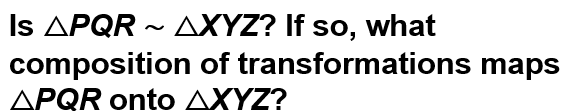 Is △PQR ~ △XYZ? If so, what
composition of transformations maps
△PQR onto △XYZ?